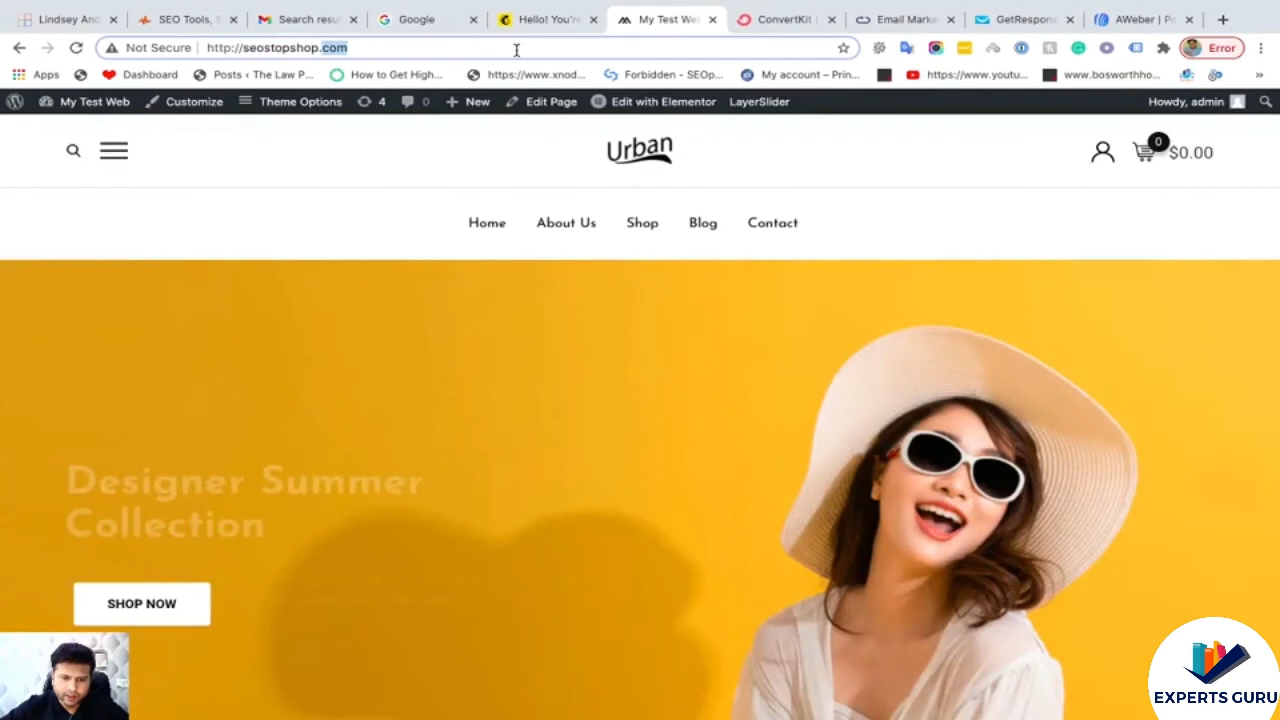 Lindsey And
SEO Tools, S
Search resul
Google
Hello! You're
My Test We
ConvertKit
Email Marke
GetRespons
AWeber | Po
Not Secure
http://seostopshop.com
Error
Apps
Dashboard
Posts ‹ The Law P...
How to Get High...
https://www.xnod...
Forbidden - SEOp...
My account – Prin...
https://www.youtu...
www.bosworthho...
»
My Test Web
Customize
Theme Options
4
0
New
Edit Page
Edit with Elementor
LayerSlider
Howdy, admin
Urban
0
$0.00
Home
About Us
Shop
Blog
Contact
Designer Summer
Collection
SHOP NOW
EXPERTS GURU